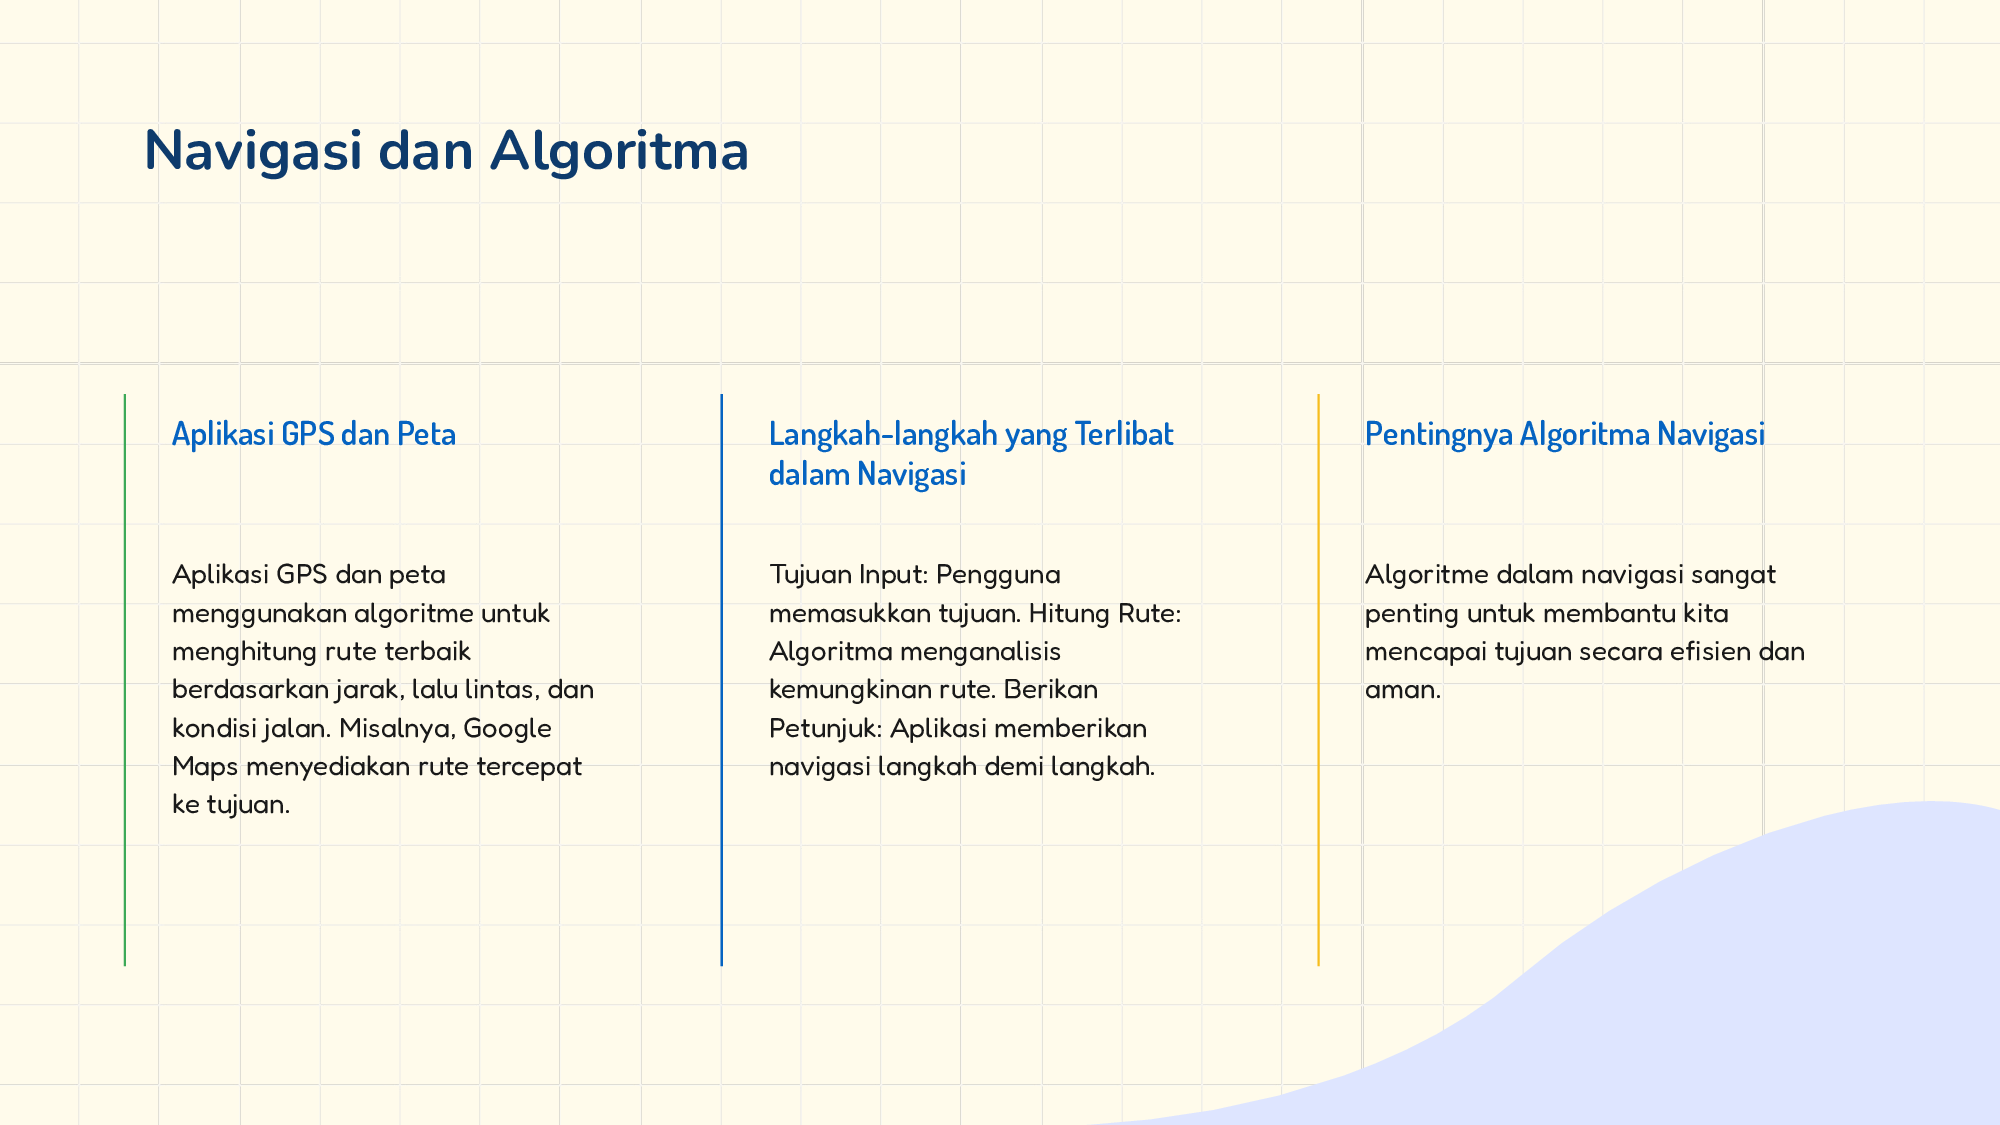 Navigasi dan Algoritma
Aplikasi GPS dan Peta
Aplikasi GPS dan peta
menggunakan algoritme untuk
menghitung rute terbaik
berdasarkan jarak, lalu lintas, dan
kondisi jalan. Misalnya, Google
Maps menyediakan rute tercepat
ke tujuan.
Langkah-langkah yang Terlibat
dalam Navigasi
Tujuan Input: Pengguna
memasukkan tujuan. Hitung Rute:
Algoritma menganalisis
kemungkinan rute. Berikan
Petunjuk: Aplikasi memberikan
navigasi langkah demi langkah.
Pentingnya Algoritma Navigasi
Algoritme dalam navigasi sangat
penting untuk membantu kita
mencapai tujuan secara efisien dan
aman.